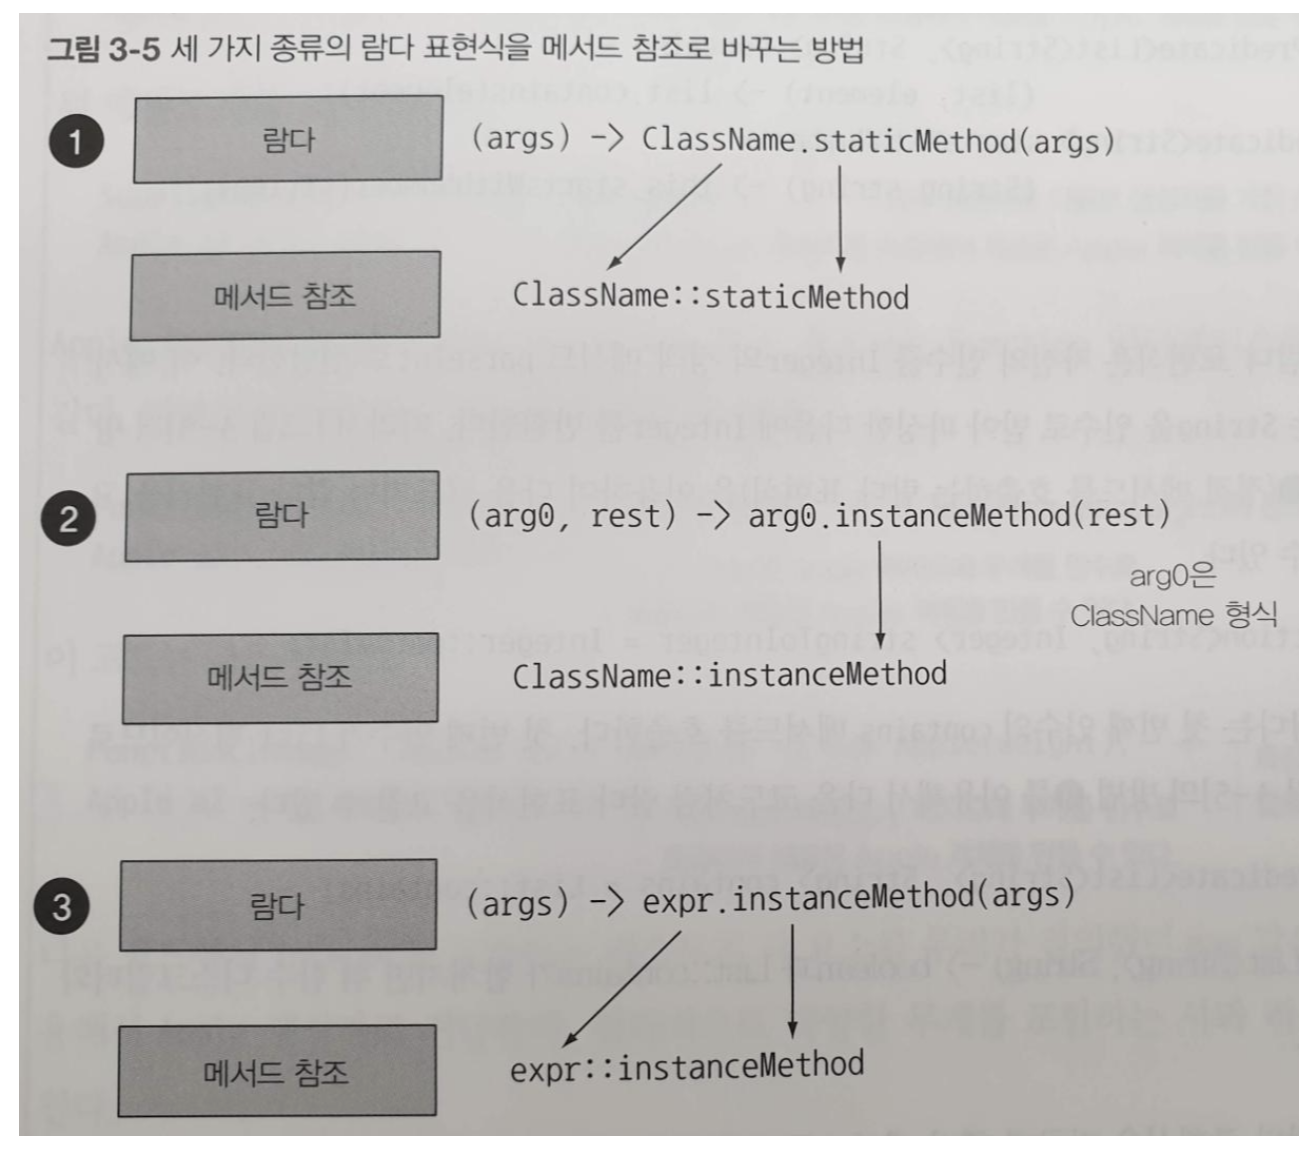 그림 3-5 세 가지 종류의 람다 표현식을 메서드 참조로 바꾸는 방법
1 람다 (args) -> ClassName.staticMethod(args)
메서드 참조 ClassName::staticMethod
2 람다 (arg0, rest) -> arg0.instanceMethod(rest)
arg0은
ClassName 형식
메서드 참조 ClassName::instanceMethod
3 람다 (args) -> expr.instanceMethod(args)
메서드 참조 expr::instanceMethod